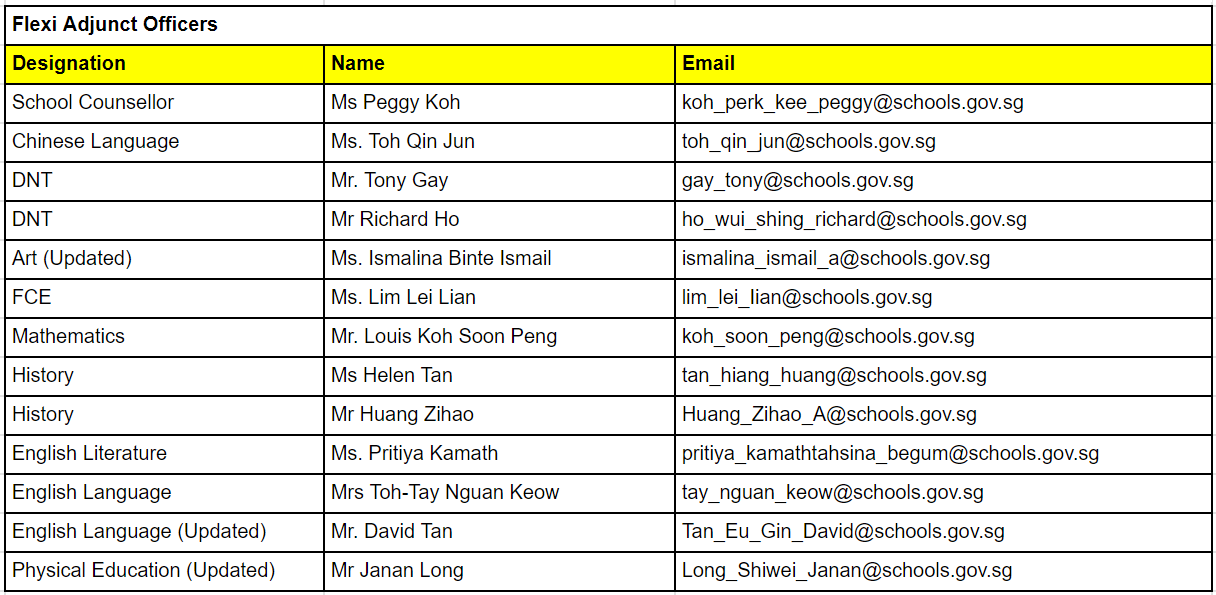 Flexi Adjunct Officers
Designation Name Email
School Counsellor Ms Peggy Koh koh_perk_kee_peggy@schools.gov.sg
Chinese Language Ms. Toh Qin Jun toh_qin_jun@schools.gov.sg
DNT Mr. Tony Gay gay_tony@schools.gov.sg
DNT Mr Richard Ho ho_wui_shing_richard@schools.gov.sg
Art (Updated) Ms. Ismalina Binte Ismail ismalina_ismail_a@schools.gov.sg
FCE Ms. Lim Lei Lian lim_lei_lian@schools.gov.sg
Mathematics Mr. Louis Koh Soon Peng koh_soon_peng@schools.gov.sg
History Ms Helen Tan tan_hiang_huang@schools.gov.sg
History Mr Huang Zihao Huang_Zihao_A@schools.gov.sg
English Literature Ms. Pritiya Kamath pritiya_kamathtahsina_begum@schools.gov.sg
English Language Mrs Toh-Tay Nguan Keow tay_nguan_keow@schools.gov.sg
English Language (Updated) Mr. David Tan Tan_Eu_Gin_David@schools.gov.sg
Physical Education (Updated) Mr Janan Long Long_Shiwei_Janan@schools.gov.sg